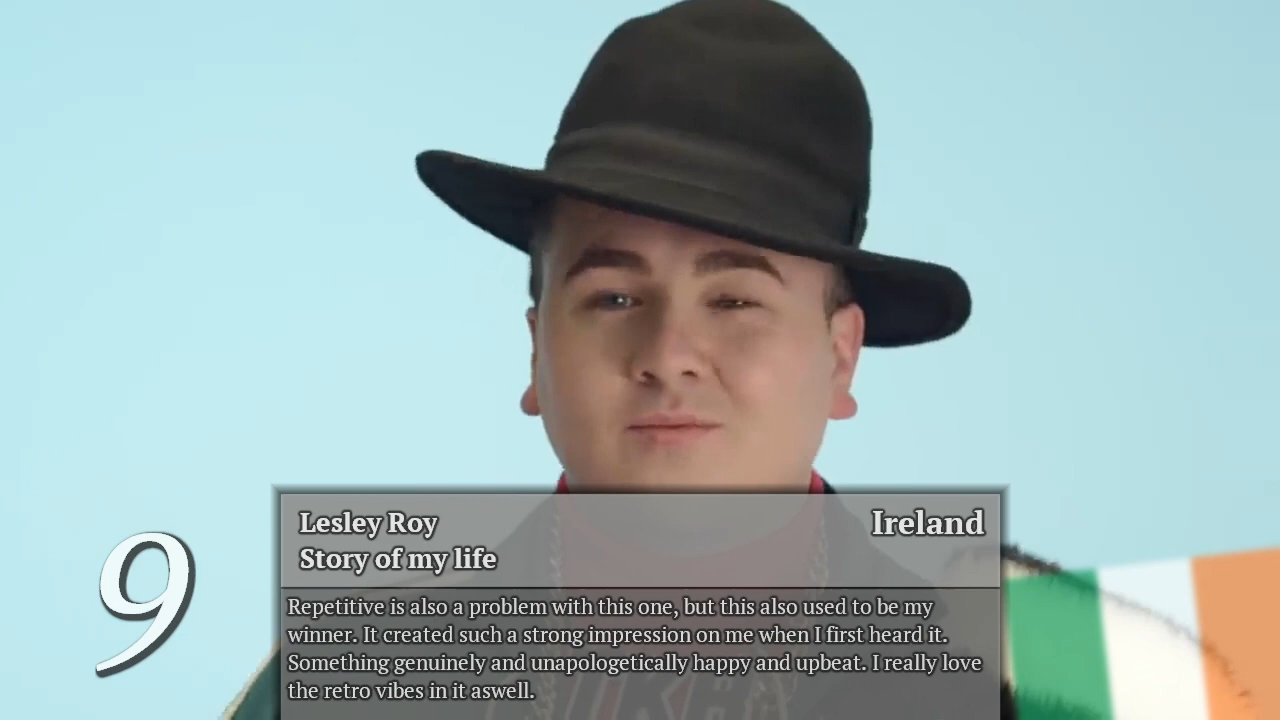 Lesley Roy
Ireland
Story of my life
9
Repetitive is also a problem with this one, but this also used to be my
winner. It created such a strong impression on me when I first heard it.
Something genuinely and unapologetically happy and upbeat. I really love
the retro vibes in it aswell.